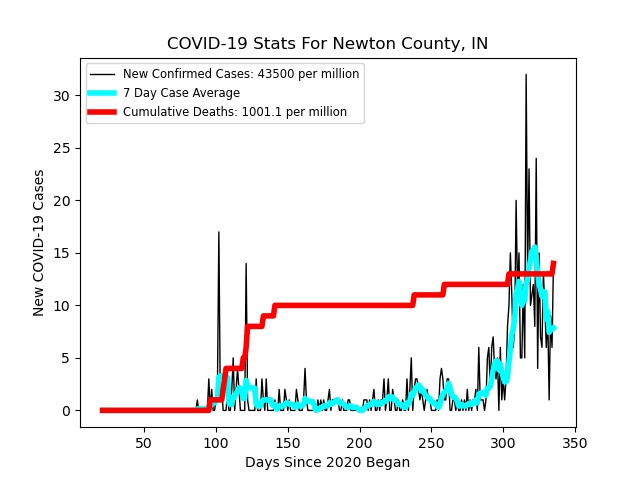 COVID-19 Stats For Newton County, IN
New Confirmed Cases: 43500 per million
7 Day Case Average
Cumulative Deaths: 1001.1 per million
New COVID-19 Cases
30
25
20
15
10
5
0
50 100 150 200 250 300 350
Days Since 2020 Began